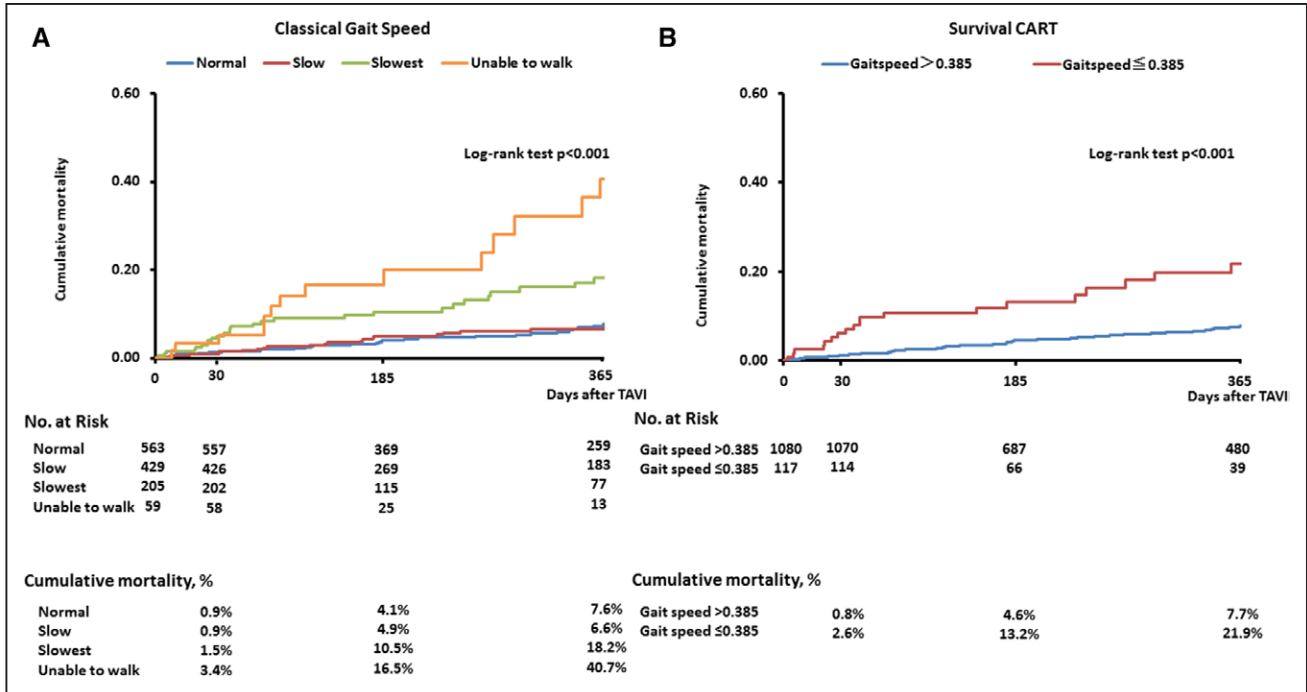 A
Classical Gait Speed
Normal Slow Slowest Unable to walk
0.60
0.40
0.20
0.00
Cumulative mortality
Log-rank test p<0.001
0 30 185 365
Days after TAVI
No. at Risk
Normal 563 557 369 259
Slow 429 426 269 183
Slowest 205 202 115 77
Unable to walk 59 58 25 13
Cumulative mortality, %
Normal 0.9% 4.1% 7.6%
Slow 0.9% 4.9% 6.6%
Slowest 1.5% 10.5% 18.2%
Unable to walk 3.4% 16.5% 40.7%
B
Survival CART
Gaitspeed＞0.385 Gaitspeed≦0.385
0.60
0.40
0.20
0.00
Cumulative mortality
Log-rank test p<0.001
0 30 185 365
Days after TAVI
No. at Risk
Gait speed >0.385 1080 1070 687 480
Gait speed ≤0.385 117 114 66 39
Cumulative mortality, %
Gait speed >0.385 0.8% 4.6% 7.7%
Gait speed ≤0.385 2.6% 13.2% 21.9%